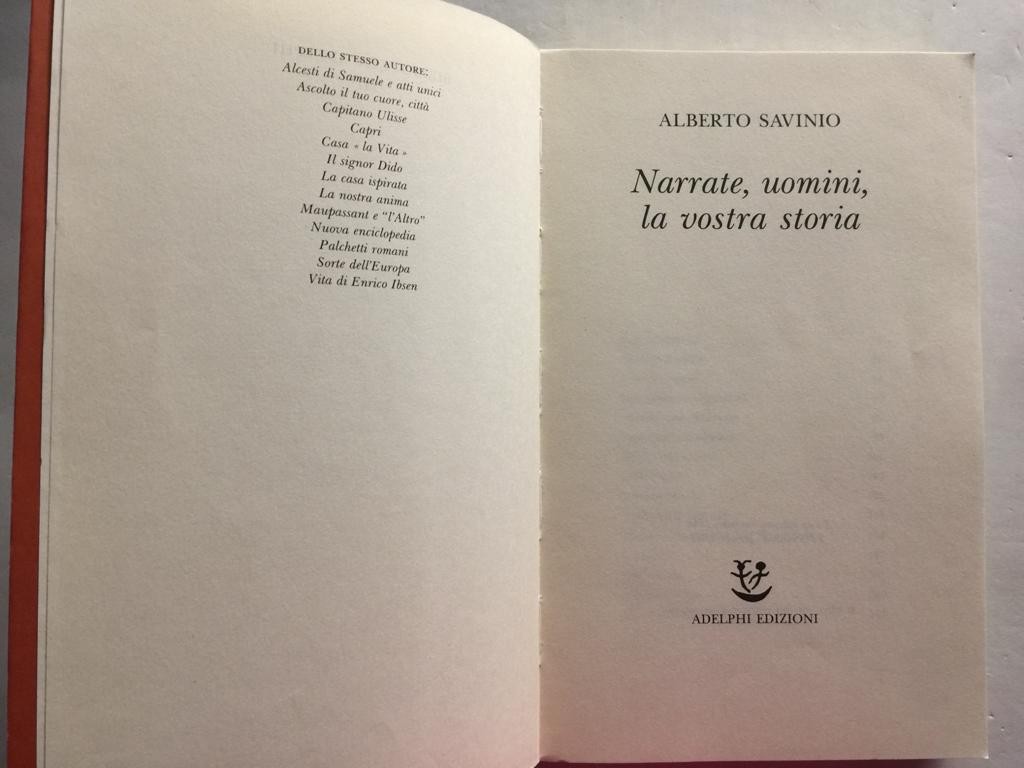 DELLO STESSO AUTORE:
Alcesti di Samuele e atti unici
Ascolto il tuo cuore, città
Capitano Ulisse
Capri
Casa « la Vita »
Il signor Dido
La casa ispirata
La nostra anima
Maupassant e “l'Altro”
Nuova enciclopedia
Palchetti romani
Sorte dell'Europa
Vita di Enrico Ibsen
ALBERTO SAVINIO
Narrate, uomini,
la vostra storia
ADELPHI EDIZIONI